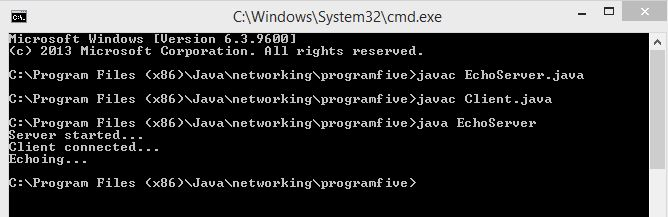 C:\Windows\System32\cmd.exe
Microsoft Windows [Version 6.3.9600]
(c) 2013 Microsoft Corporation. All rights reserved.
C:\Program Files (x86)\Java\networking\programfive>javac EchoServer.java
C:\Program Files (x86)\Java\networking\programfive>javac Client.java
C:\Program Files (x86)\Java\networking\programfive>java EchoServer
Server started...
Client connected...
Echoing...
C:\Program Files (x86)\Java\networking\programfive>